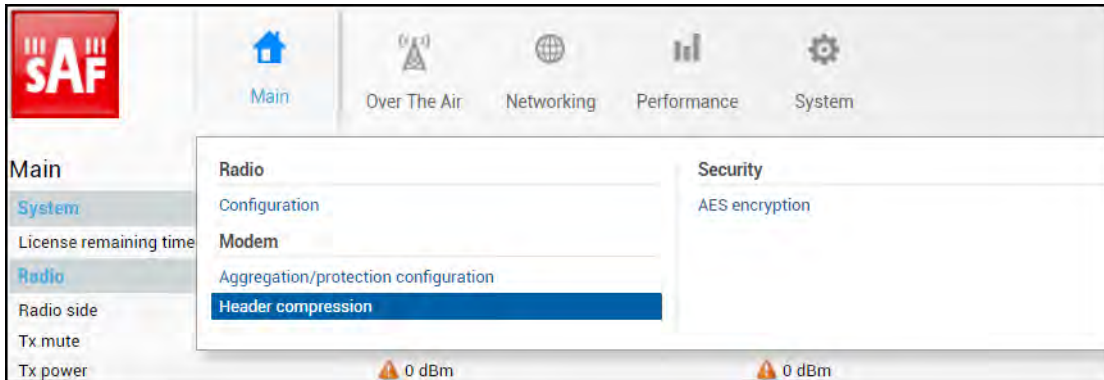 SAF
Main
Over The Air
Networking
Performance
System
Main
System
License remaining time
Radio
Radio side
Tx mute
Tx power
Radio
Configuration
Modem
Aggregation/protection configuration
Header compression
Security
AES encryption
0 dBm
0 dBm